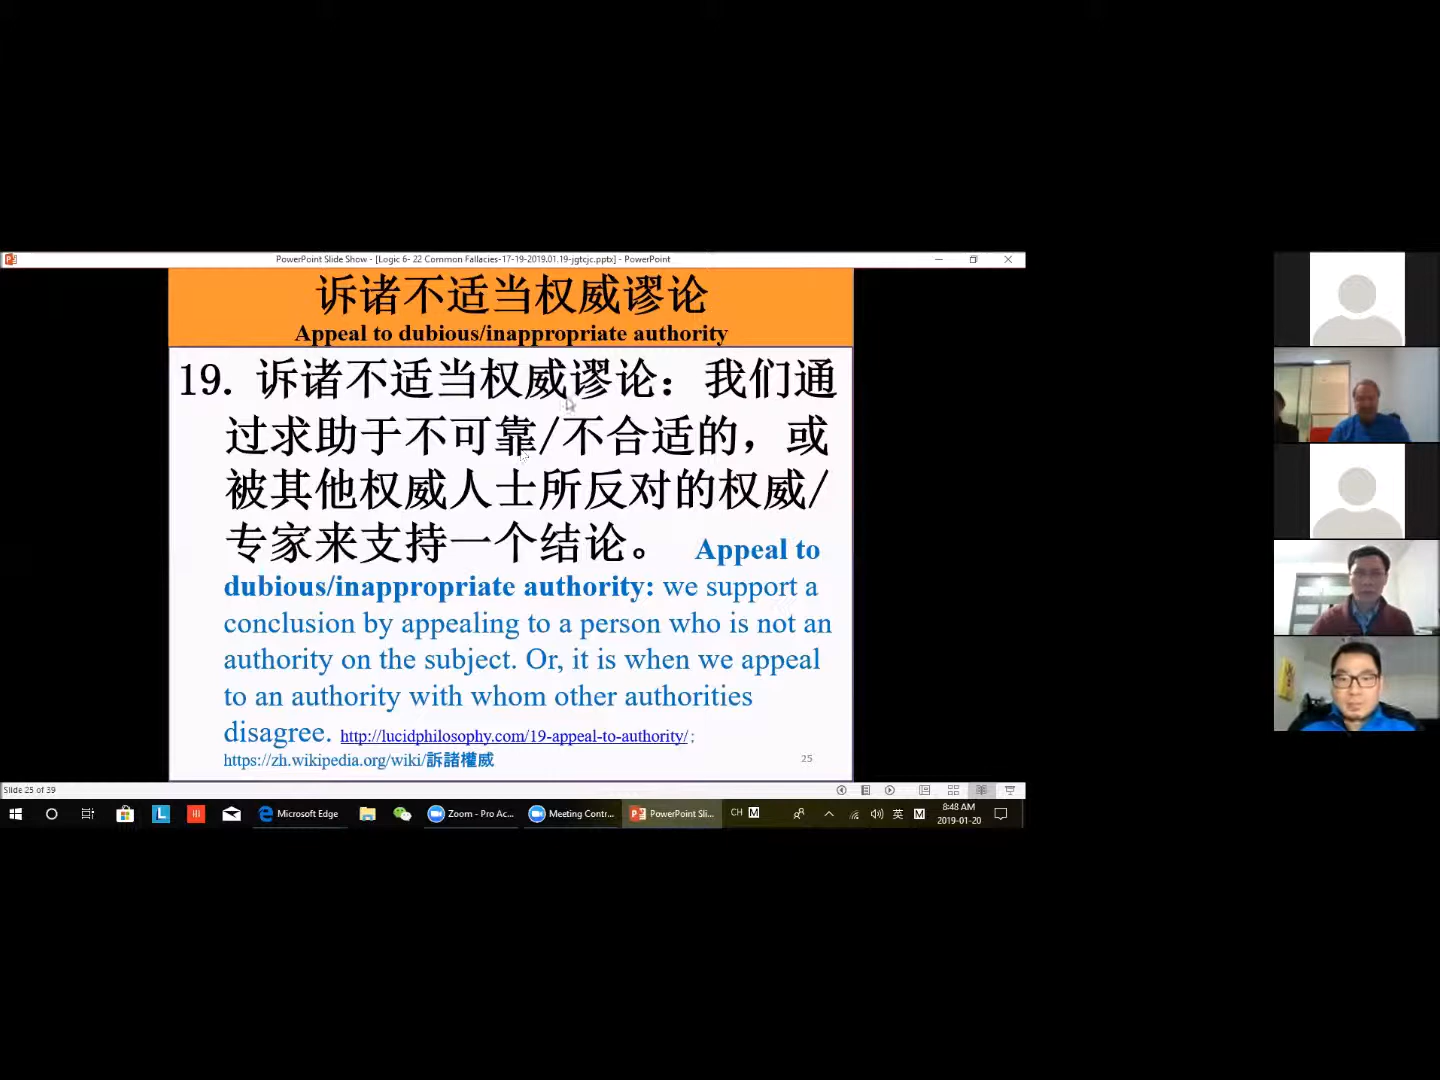 PowerPoint Slide Show - [Logic 6- 22 Common Fallacies-17-19-2019.01.19-jgtcjc.pptx] - PowerPoint
诉诸不适当权威谬论
Appeal to dubious/inappropriate authority
19. 诉诸不适当权威谬论：我们通
过求助于不可靠/不合适的，或
被其他权威人士所反对的权威/
专家来支持一个结论。 Appeal to
dubious/inappropriate authority: we support a
conclusion by appealing to a person who is not an
authority on the subject. Or, it is when we appeal
to an authority with whom other authorities
disagree. http://lucidphilosophy.com/19-appeal-to-authority/;
https://zh.wikipedia.org/wiki/訴諸權威
25
Slide 25 of 39
Microsoft Edge
Zoom - Pro Ac...
Meeting Contr...
PowerPoint Sli...
CH M
英 M
8:48 AM
2019-01-20